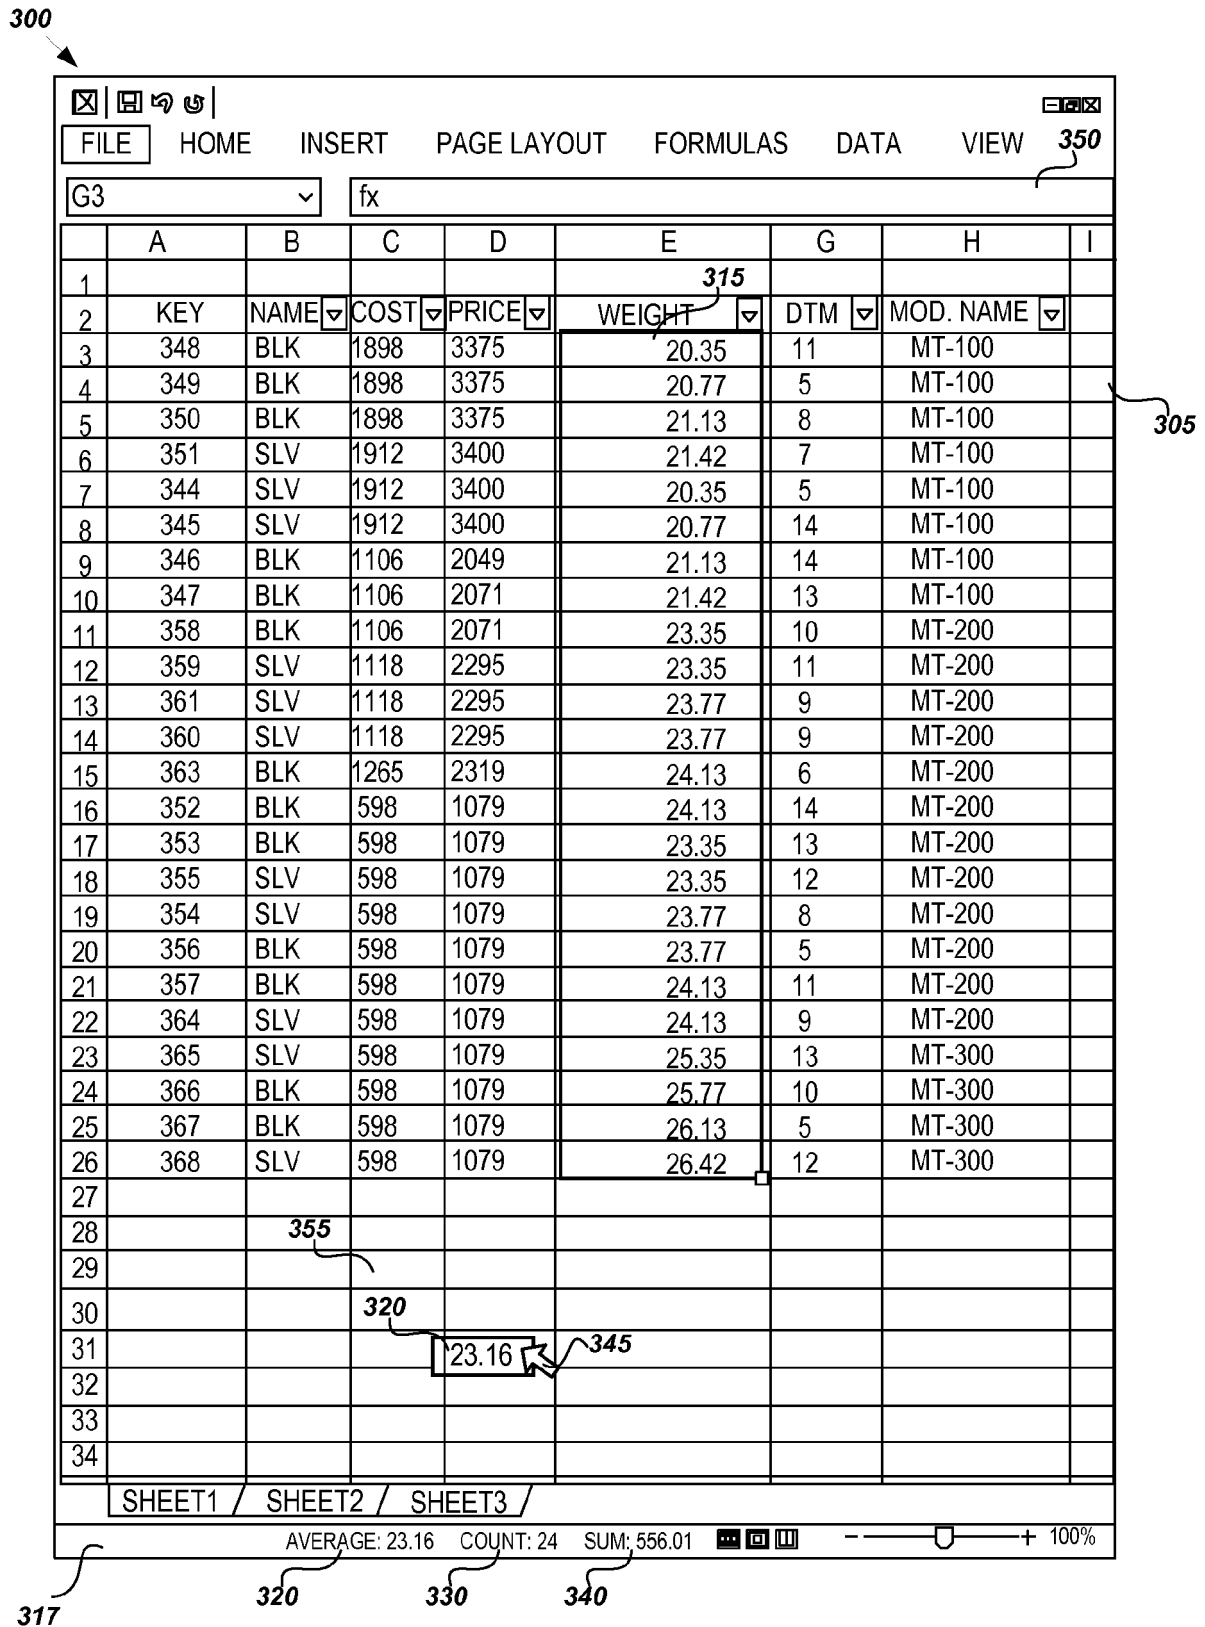 300
FILE HOME INSERT PAGE LAYOUT FORMULAS DATA VIEW 350
G3 fx
A B C D E G H I
1 315
2 KEY NAME COST PRICE WEIGHT DTM MOD. NAME
3 348 BLK 1898 3375 20.35 11 MT-100
4 349 BLK 1898 3375 20.77 5 MT-100
305
5 350 BLK 1898 3375 21.13 8 MT-100
6 351 SLV 1912 3400 21.42 7 MT-100
7 344 SLV 1912 3400 20.35 5 MT-100
8 345 SLV 1912 3400 20.77 14 MT-100
9 346 BLK 1106 2049 21.13 14 MT-100
10 347 BLK 1106 2071 21.42 13 MT-100
11 358 BLK 1106 2071 23.35 10 MT-200
12 359 SLV 1118 2295 23.35 11 MT-200
13 361 SLV 1118 2295 23.77 9 MT-200
14 360 SLV 1118 2295 23.77 9 MT-200
15 363 BLK 1265 2319 24.13 6 MT-200
16 352 BLK 598 1079 24.13 14 MT-200
17 353 BLK 598 1079 23.35 13 MT-200
18 355 SLV 598 1079 23.35 12 MT-200
19 354 SLV 598 1079 23.77 8 MT-200
20 356 BLK 598 1079 23.77 5 MT-200
21 357 BLK 598 1079 24.13 11 MT-200
22 364 SLV 598 1079 24.13 9 MT-200
23 365 SLV 598 1079 25.35 13 MT-300
24 366 BLK 598 1079 25.77 10 MT-300
25 367 BLK 598 1079 26.13 5 MT-300
26 368 SLV 598 1079 26.42 12 MT-300
27
28 355
29
30 320
31 23.16 345
32
33
34
SHEET1 SHEET2 SHEET3
AVERAGE: 23.16 COUNT: 24 SUM: 556.01 100%
320 330 340
317